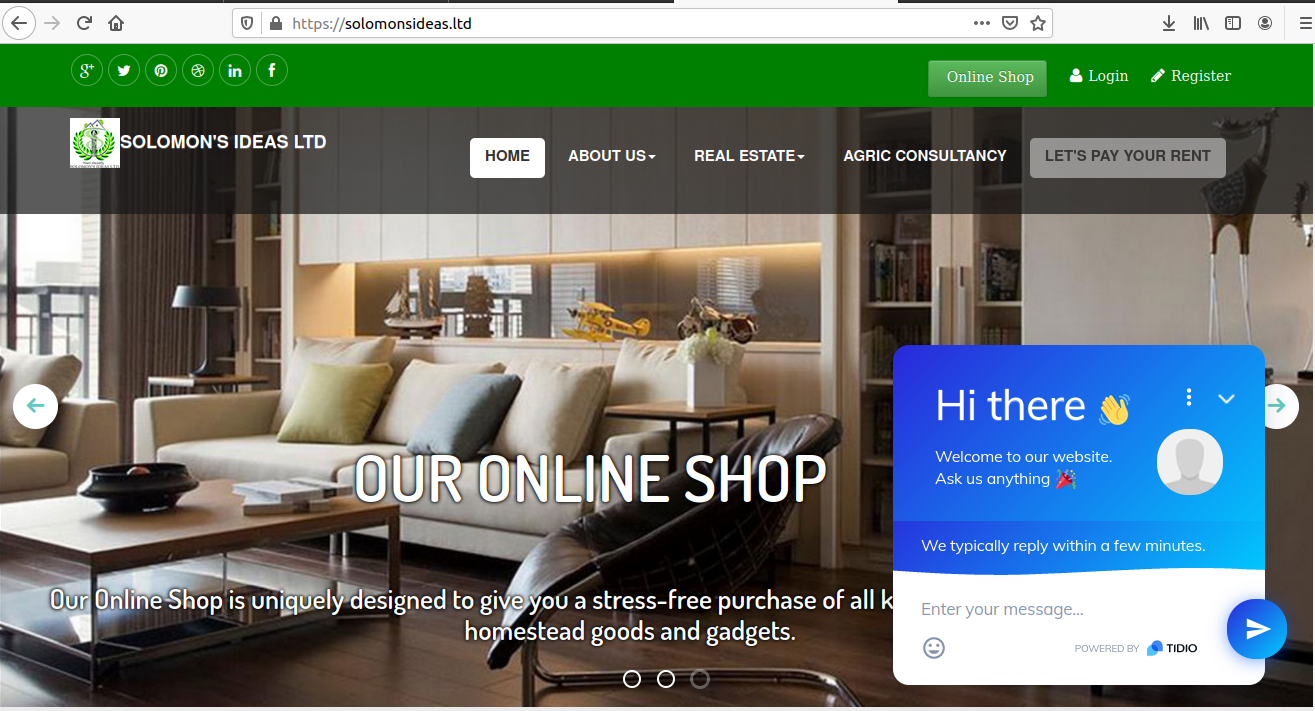 https://solomonsideas.ltd
Online Shop
Login
Register
SOLOMON'S IDEAS LTD
HOME
ABOUT US
REAL ESTATE
AGRIC CONSULTANCY
LET'S PAY YOUR RENT
OUR ONLINE SHOP
Our Online Shop is uniquely designed to give you a stress-free purchase of all k
homestead goods and gadgets.
Hi there 👋
Welcome to our website.
Ask us anything 🎉
We typically reply within a few minutes.
Enter your message...
POWERED BY TIDIO